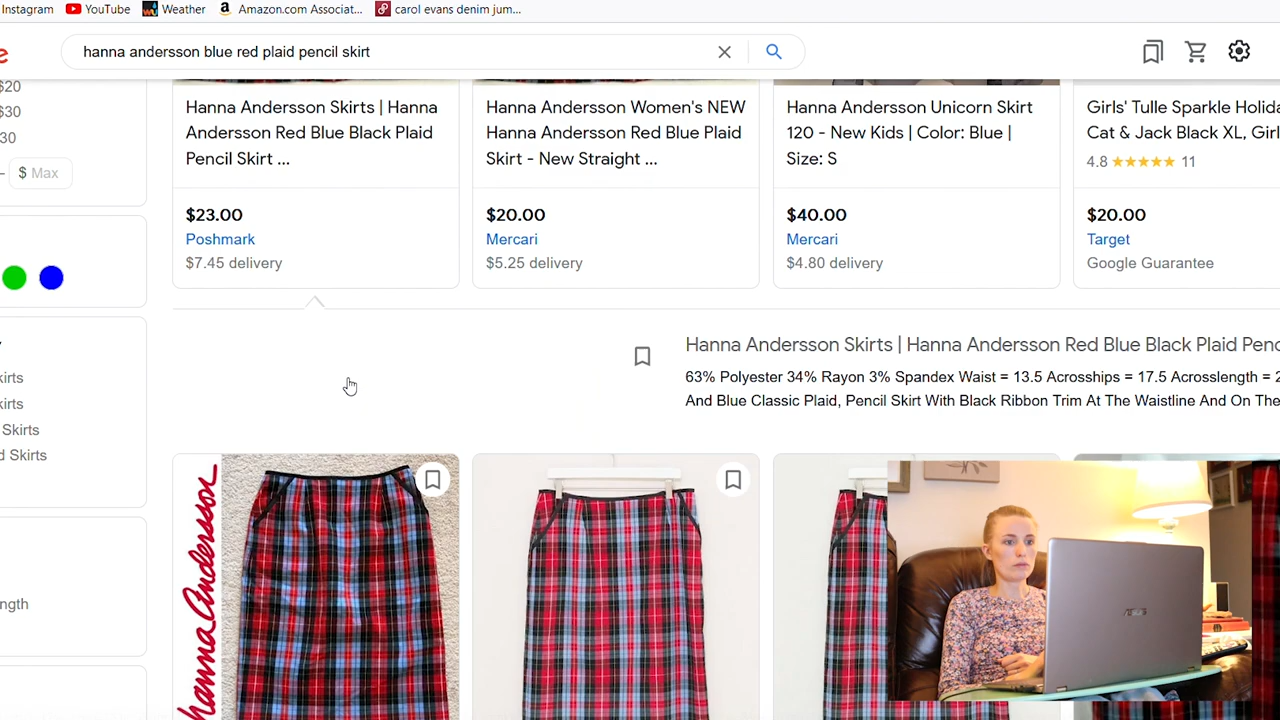 Instagram YouTube Weather Amazon.com Associat... carol evans denim jum...
hanna andersson blue red plaid pencil skirt
$20
$30
30
$ Max
Hanna Andersson Skirts | Hanna
Andersson Red Blue Black Plaid
Pencil Skirt ...
$23.00
Poshmark
$7.45 delivery
Hanna Andersson Women's NEW
Hanna Andersson Red Blue Plaid
Skirt - New Straight ...
$20.00
Mercari
$5.25 delivery
Hanna Andersson Unicorn Skirt
120 - New Kids | Color: Blue |
Size: S
$40.00
Mercari
$4.80 delivery
Girls' Tulle Sparkle Holida
Cat & Jack Black XL, Girl
4.8 ★★★★★ 11
$20.00
Target
Google Guarantee
kirts
kirts
Skirts
d Skirts
ngth
Hanna Andersson Skirts | Hanna Andersson Red Blue Black Plaid Penc
63% Polyester 34% Rayon 3% Spandex Waist = 13.5 Acrosships = 17.5 Acrosslength = 2
And Blue Classic Plaid, Pencil Skirt With Black Ribbon Trim At The Waistline And On The
hanna Andersson
ASUS